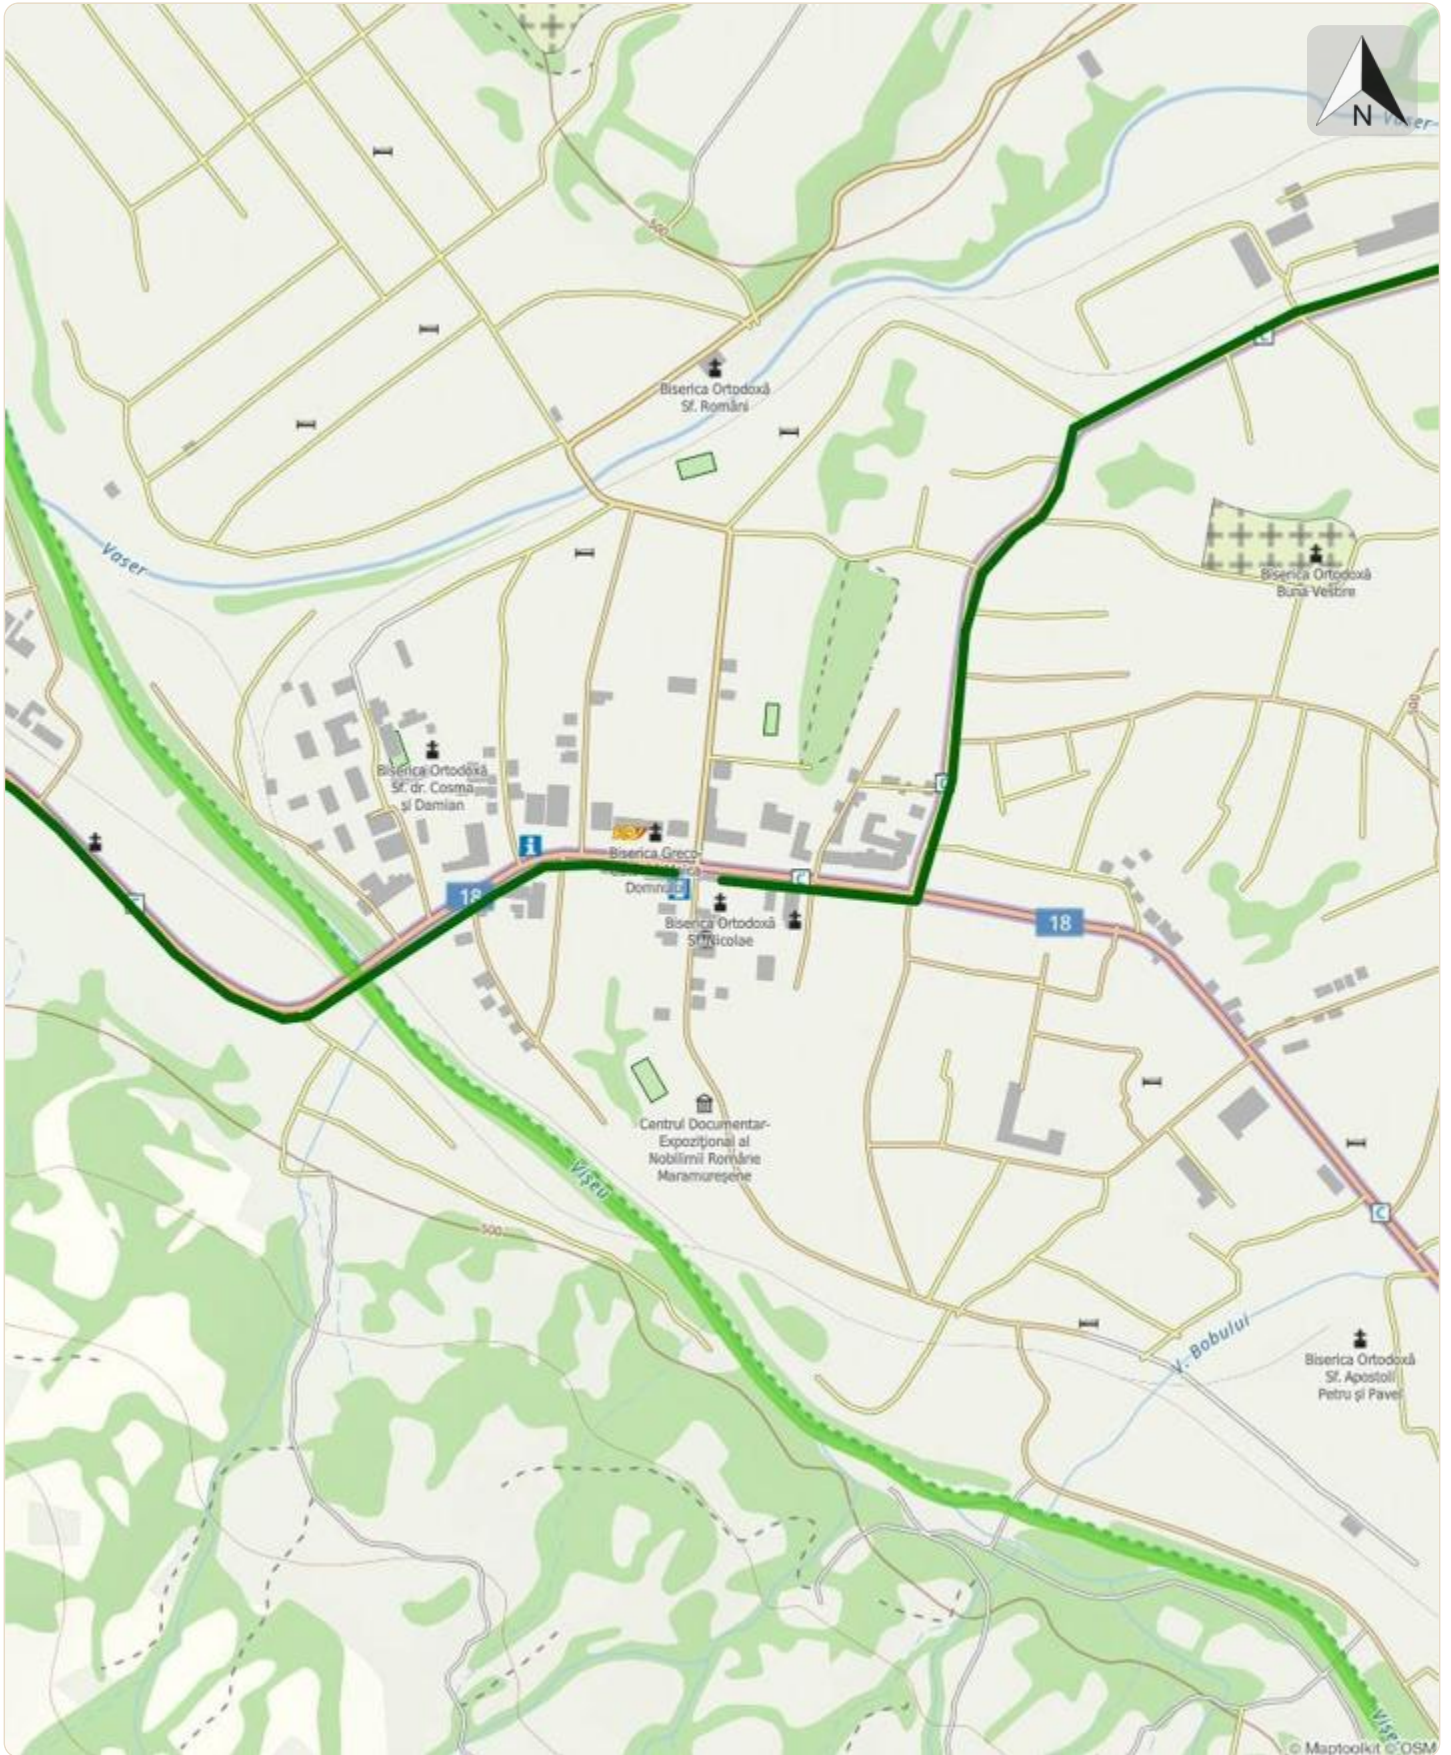 N
Vaser
500
Biserica Ortodoxă
Sf. Români
Vaser
Biserica Ortodoxă
Buna Vestire
Biserica Ortodoxă
Sf. dr. Cosma
și Damian
Biserica Greco-
Domnului
18
C
18
Biserica Ortodoxă
Sf. Nicolae
Centrul Documentar-
Expozițional al
Nobilimii Române
Maramureșene
Vișeu
C
500
V. Bobului
Biserica Ortodoxă
Sf. Apostoli
Petru și Pavel
© Maptoolkit © OSM